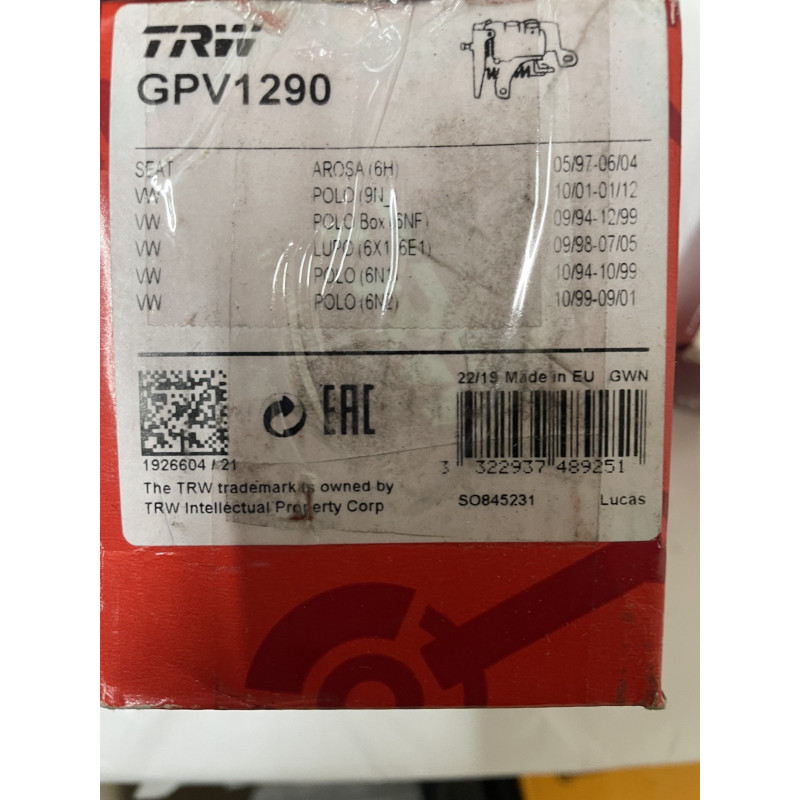 TRW
GPV1290
SEAT AROSA (6H) 05/97-06/04
VW POLO (9N_ 10/01-01/12
VW POLO Box (6NF) 09/94-12/99
VW LUPO (6X1, 6E1) 09/98-07/05
VW POLO (6N1) 10/94-10/99
VW POLO (6N2) 10/99-09/01
22/19 Made in EU GWN
EAC
1926604 / 21
3 322937 489251
The TRW trademark is owned by
TRW Intellectual Property Corp
SO845231 Lucas